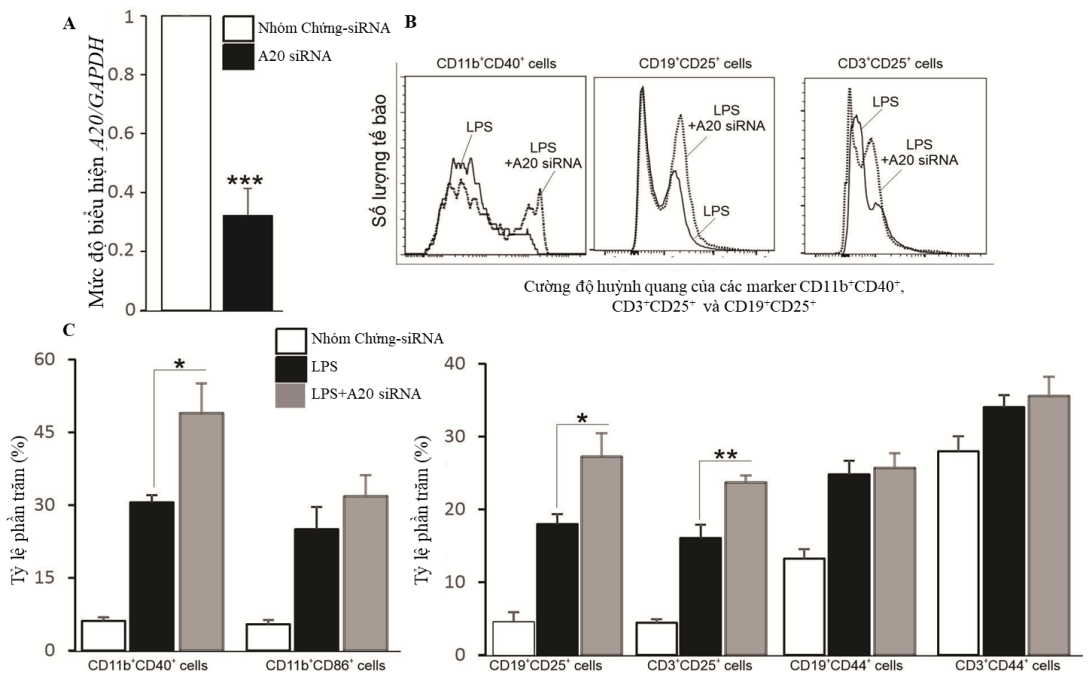 A
Mức độ biểu hiện A20/GAPDH
1
0.8
0.6
0.4
0.2
0
***
Nhóm Chứng-siRNA
A20 siRNA
B
Số lượng tế bào
CD11b⁺CD40⁺ cells
LPS
LPS
+A20 siRNA
CD19⁺CD25⁺ cells
LPS
+A20 siRNA
LPS
CD3⁺CD25⁺ cells
LPS
LPS
+A20 siRNA
Cường độ huỳnh quang của các marker CD11b⁺CD40⁺,
CD3⁺CD25⁺ và CD19⁺CD25⁺
C
Nhóm Chứng-siRNA
LPS
LPS+A20 siRNA
Tỷ lệ phần trăm (%)
60
45
30
15
0
*
CD11b⁺CD40⁺ cells
CD11b⁺CD86⁺ cells
Tỷ lệ phần trăm (%)
40
30
20
10
0
*
**
CD19⁺CD25⁺ cells
CD3⁺CD25⁺ cells
CD19⁺CD44⁺ cells
CD3⁺CD44⁺ cells